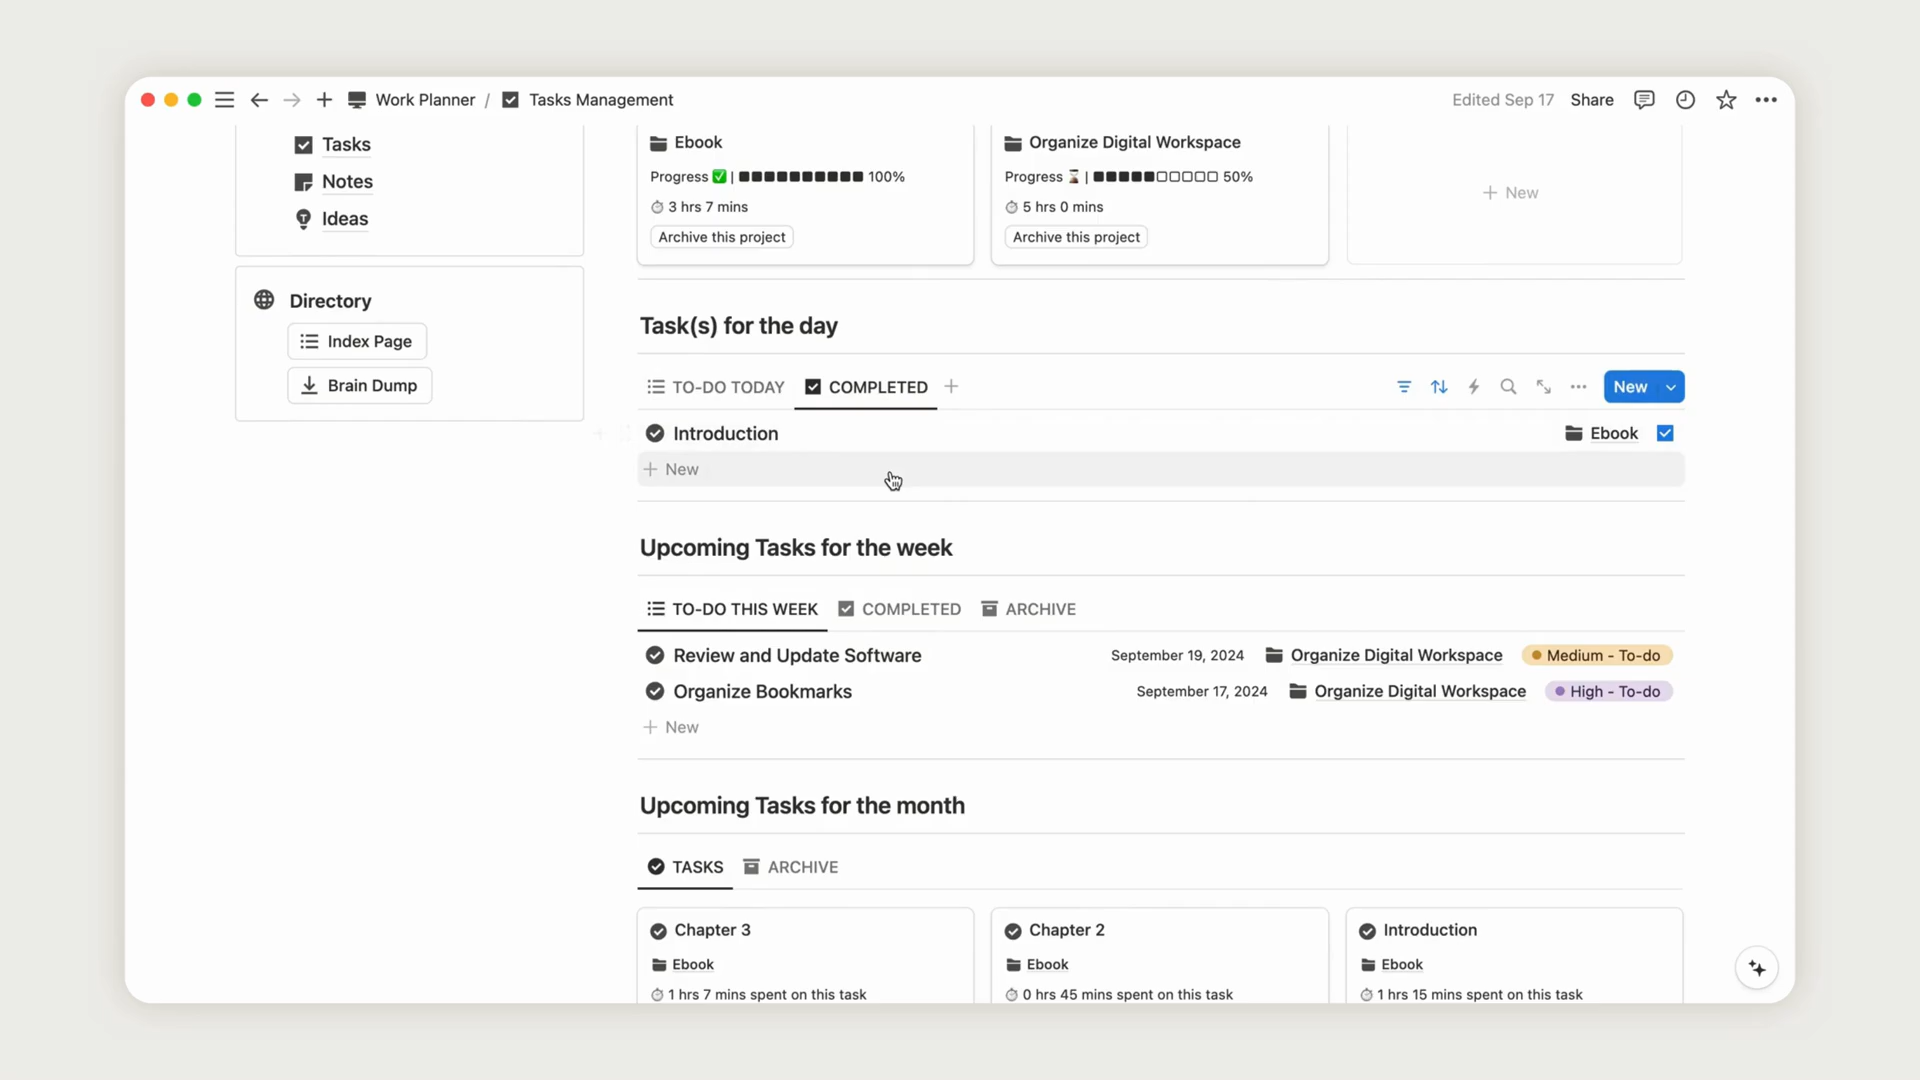 Work Planner / Tasks Management
Edited Sep 17 Share
Tasks
Notes
Ideas
Directory
Index Page
Brain Dump
Ebook
Progress ✅ | ■■■■■■■■■■ 100%
⏱ 3 hrs 7 mins
Archive this project
Organize Digital Workspace
Progress ⌛ | ■■■■■□□□□□ 50%
⏱ 5 hrs 0 mins
Archive this project
+ New
Task(s) for the day
TO-DO TODAY COMPLETED +
New
Introduction Ebook
+ New
Upcoming Tasks for the week
TO-DO THIS WEEK COMPLETED ARCHIVE
Review and Update Software September 19, 2024 Organize Digital Workspace Medium - To-do
Organize Bookmarks September 17, 2024 Organize Digital Workspace High - To-do
+ New
Upcoming Tasks for the month
TASKS ARCHIVE
Chapter 3
Ebook
⏱ 1 hrs 7 mins spent on this task
Chapter 2
Ebook
⏱ 0 hrs 45 mins spent on this task
Introduction
Ebook
⏱ 1 hrs 15 mins spent on this task